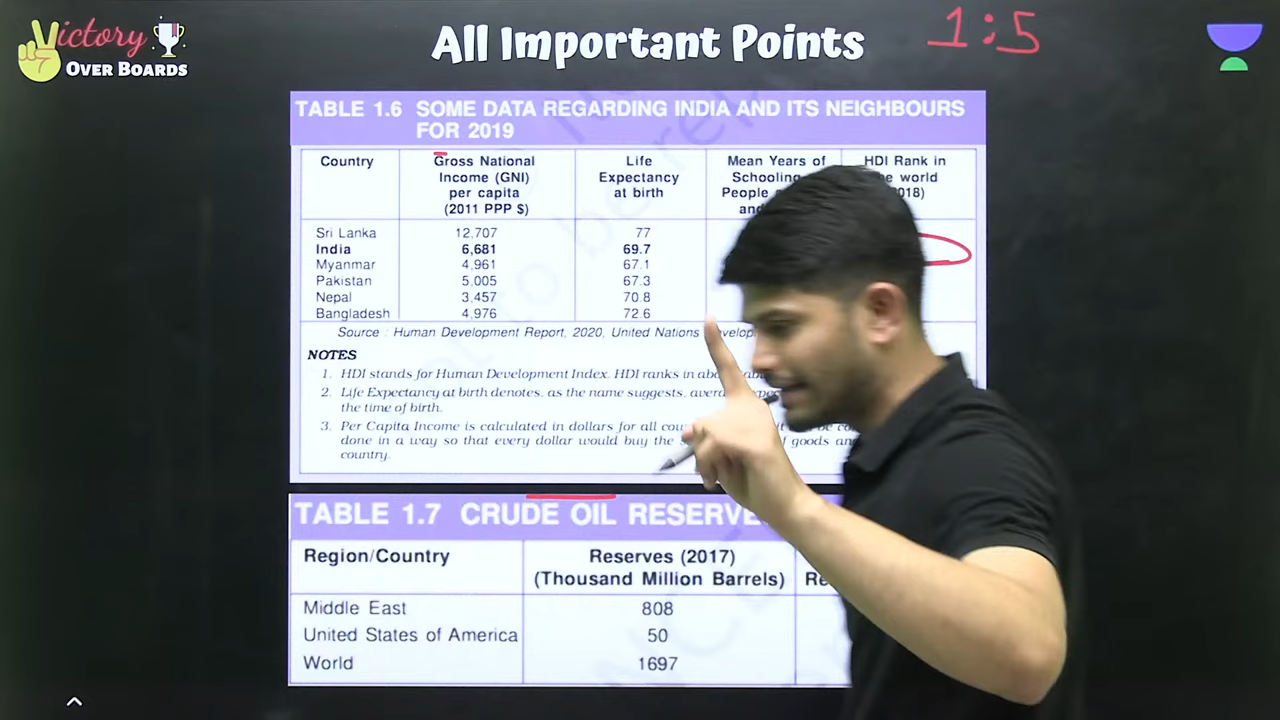 Victory
OVER BOARDS
All Important Points
1:5
TABLE 1.6 SOME DATA REGARDING INDIA AND ITS NEIGHBOURS
FOR 2019
Country
Gross National
Income (GNI)
per capita
(2011 PPP $)
Life
Expectancy
at birth
Mean Years of
Schooling
People
HDI Rank in
world
Sri Lanka 12,707 77
India 6,681 69.7
Myanmar 4,961 67.1
Pakistan 5,005 67.3
Nepal 3,457 70.8
Bangladesh 4,976 72.6
Source : Human Development Report, 2020, United Nations
NOTES
1. HDI stands for Human Development Index. HDI ranks in
2. Life Expectancy at birth denotes, as the name suggests,
the time of birth.
3. Per Capita Income is calculated in dollars for all
done in a way so that every dollar would buy the of goods
country.
TABLE 1.7 CRUDE OIL
Region/Country Reserves (2017)
(Thousand Million Barrels)
Middle East 808
United States of America 50
World 1697